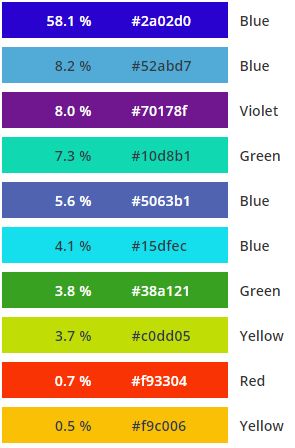 58.1 % #2a02d0 Blue
8.2 % #52abd7 Blue
8.0 % #70178f Violet
7.3 % #10d8b1 Green
5.6 % #5063b1 Blue
4.1 % #15dfec Blue
3.8 % #38a121 Green
3.7 % #c0dd05 Yellow
0.7 % #f93304 Red
0.5 % #f9c006 Yellow